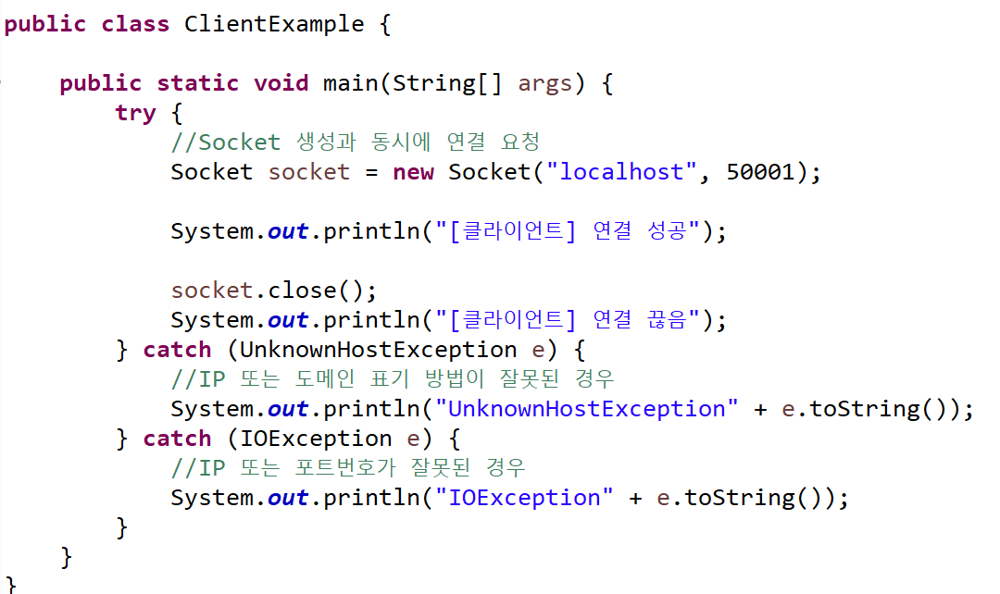 public class ClientExample {
public static void main(String[] args) {
try {
//Socket 생성과 동시에 연결 요청
Socket socket = new Socket("localhost", 50001);
System.out.println("[클라이언트] 연결 성공");
socket.close();
System.out.println("[클라이언트] 연결 끊음");
} catch (UnknownHostException e) {
//IP 또는 도메인 표기 방법이 잘못된 경우
System.out.println("UnknownHostException" + e.toString());
} catch (IOException e) {
//IP 또는 포트번호가 잘못된 경우
System.out.println("IOException" + e.toString());
}
}
}